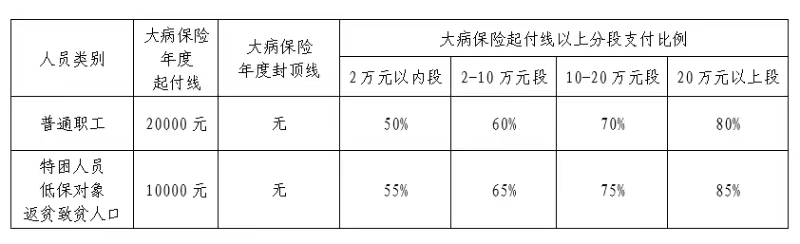 人员类别
大病保险
年度
起付线
大病保险
年度封顶线
大病保险起付线以上分段支付比例
2万元以内段
2-10万元段
10-20万元段
20万元以上段
普通职工
20000元
无
50%
60%
70%
80%
特困人员
低保对象
返贫致贫人口
10000元
无
55%
65%
75%
85%